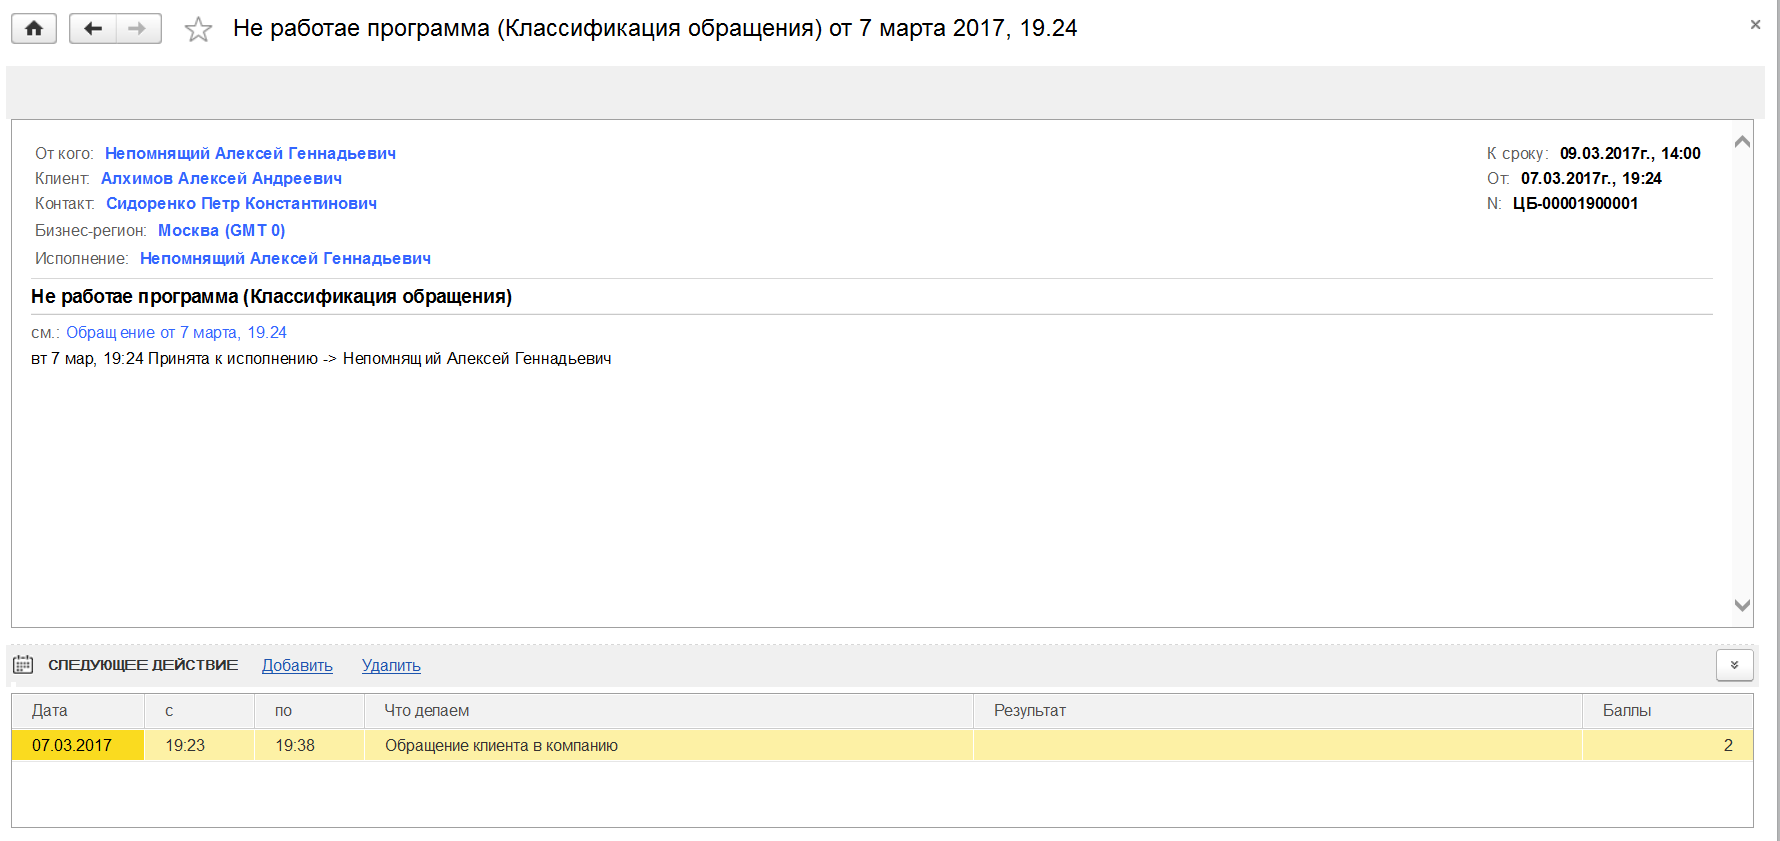 Не работае программа (Классификация обращения) от 7 марта 2017, 19.24
От кого: Непомнящий Алексей Геннадьевич
К сроку: 09.03.2017г., 14:00
Клиент: Алхимов Алексей Андреевич
От: 07.03.2017г., 19:24
Контакт: Сидоренко Петр Константинович
N: ЦБ-00001900001
Бизнес-регион: Москва (GMT 0)
Исполнение: Непомнящий Алексей Геннадьевич
Не работае программа (Классификация обращения)
см.: Обращение от 7 марта, 19.24
вт 7 мар, 19:24 Принята к исполнению -> Непомнящий Алексей Геннадьевич
СЛЕДУЮЩЕЕ ДЕЙСТВИЕ Добавить Удалить
Дата с по Что делаем Результат Баллы
07.03.2017 19:23 19:38 Обращение клиента в компанию 2